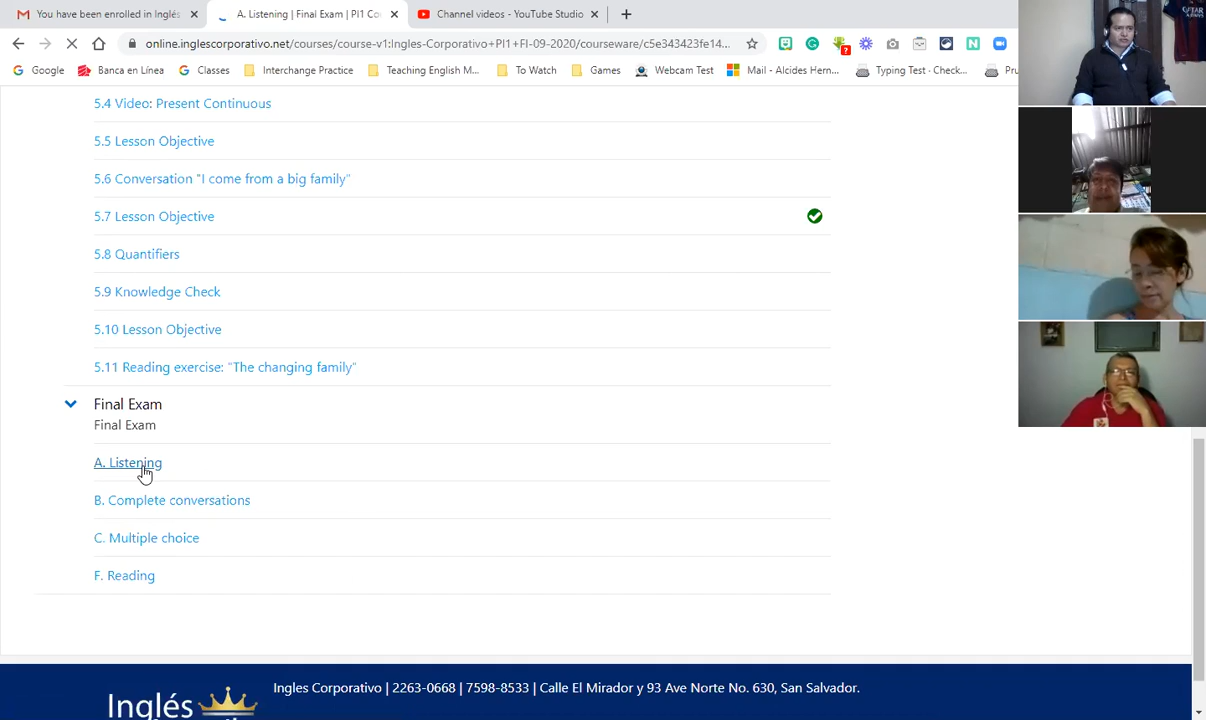 You have been enrolled in Inglés
A. Listening | Final Exam | PI1 Co
Channel videos - YouTube Studio
online.inglescorporativo.net/courses/course-v1:Ingles-Corporativo+PI1+FI-09-2020/courseware/c5e343423fe14...
Google
Banca en Línea
Classes
Interchange Practice
Teaching English M...
To Watch
Games
Webcam Test
Mail - Alcides Hern...
Typing Test · Check...
Pru
5.4 Video: Present Continuous
5.5 Lesson Objective
5.6 Conversation "I come from a big family"
5.7 Lesson Objective
5.8 Quantifiers
5.9 Knowledge Check
5.10 Lesson Objective
5.11 Reading exercise: "The changing family"
Final Exam
Final Exam
A. Listening
B. Complete conversations
C. Multiple choice
F. Reading
Inglés
Ingles Corporativo | 2263-0668 | 7598-8533 | Calle El Mirador y 93 Ave Norte No. 630, San Salvador.
QATAR
AIRWAYS